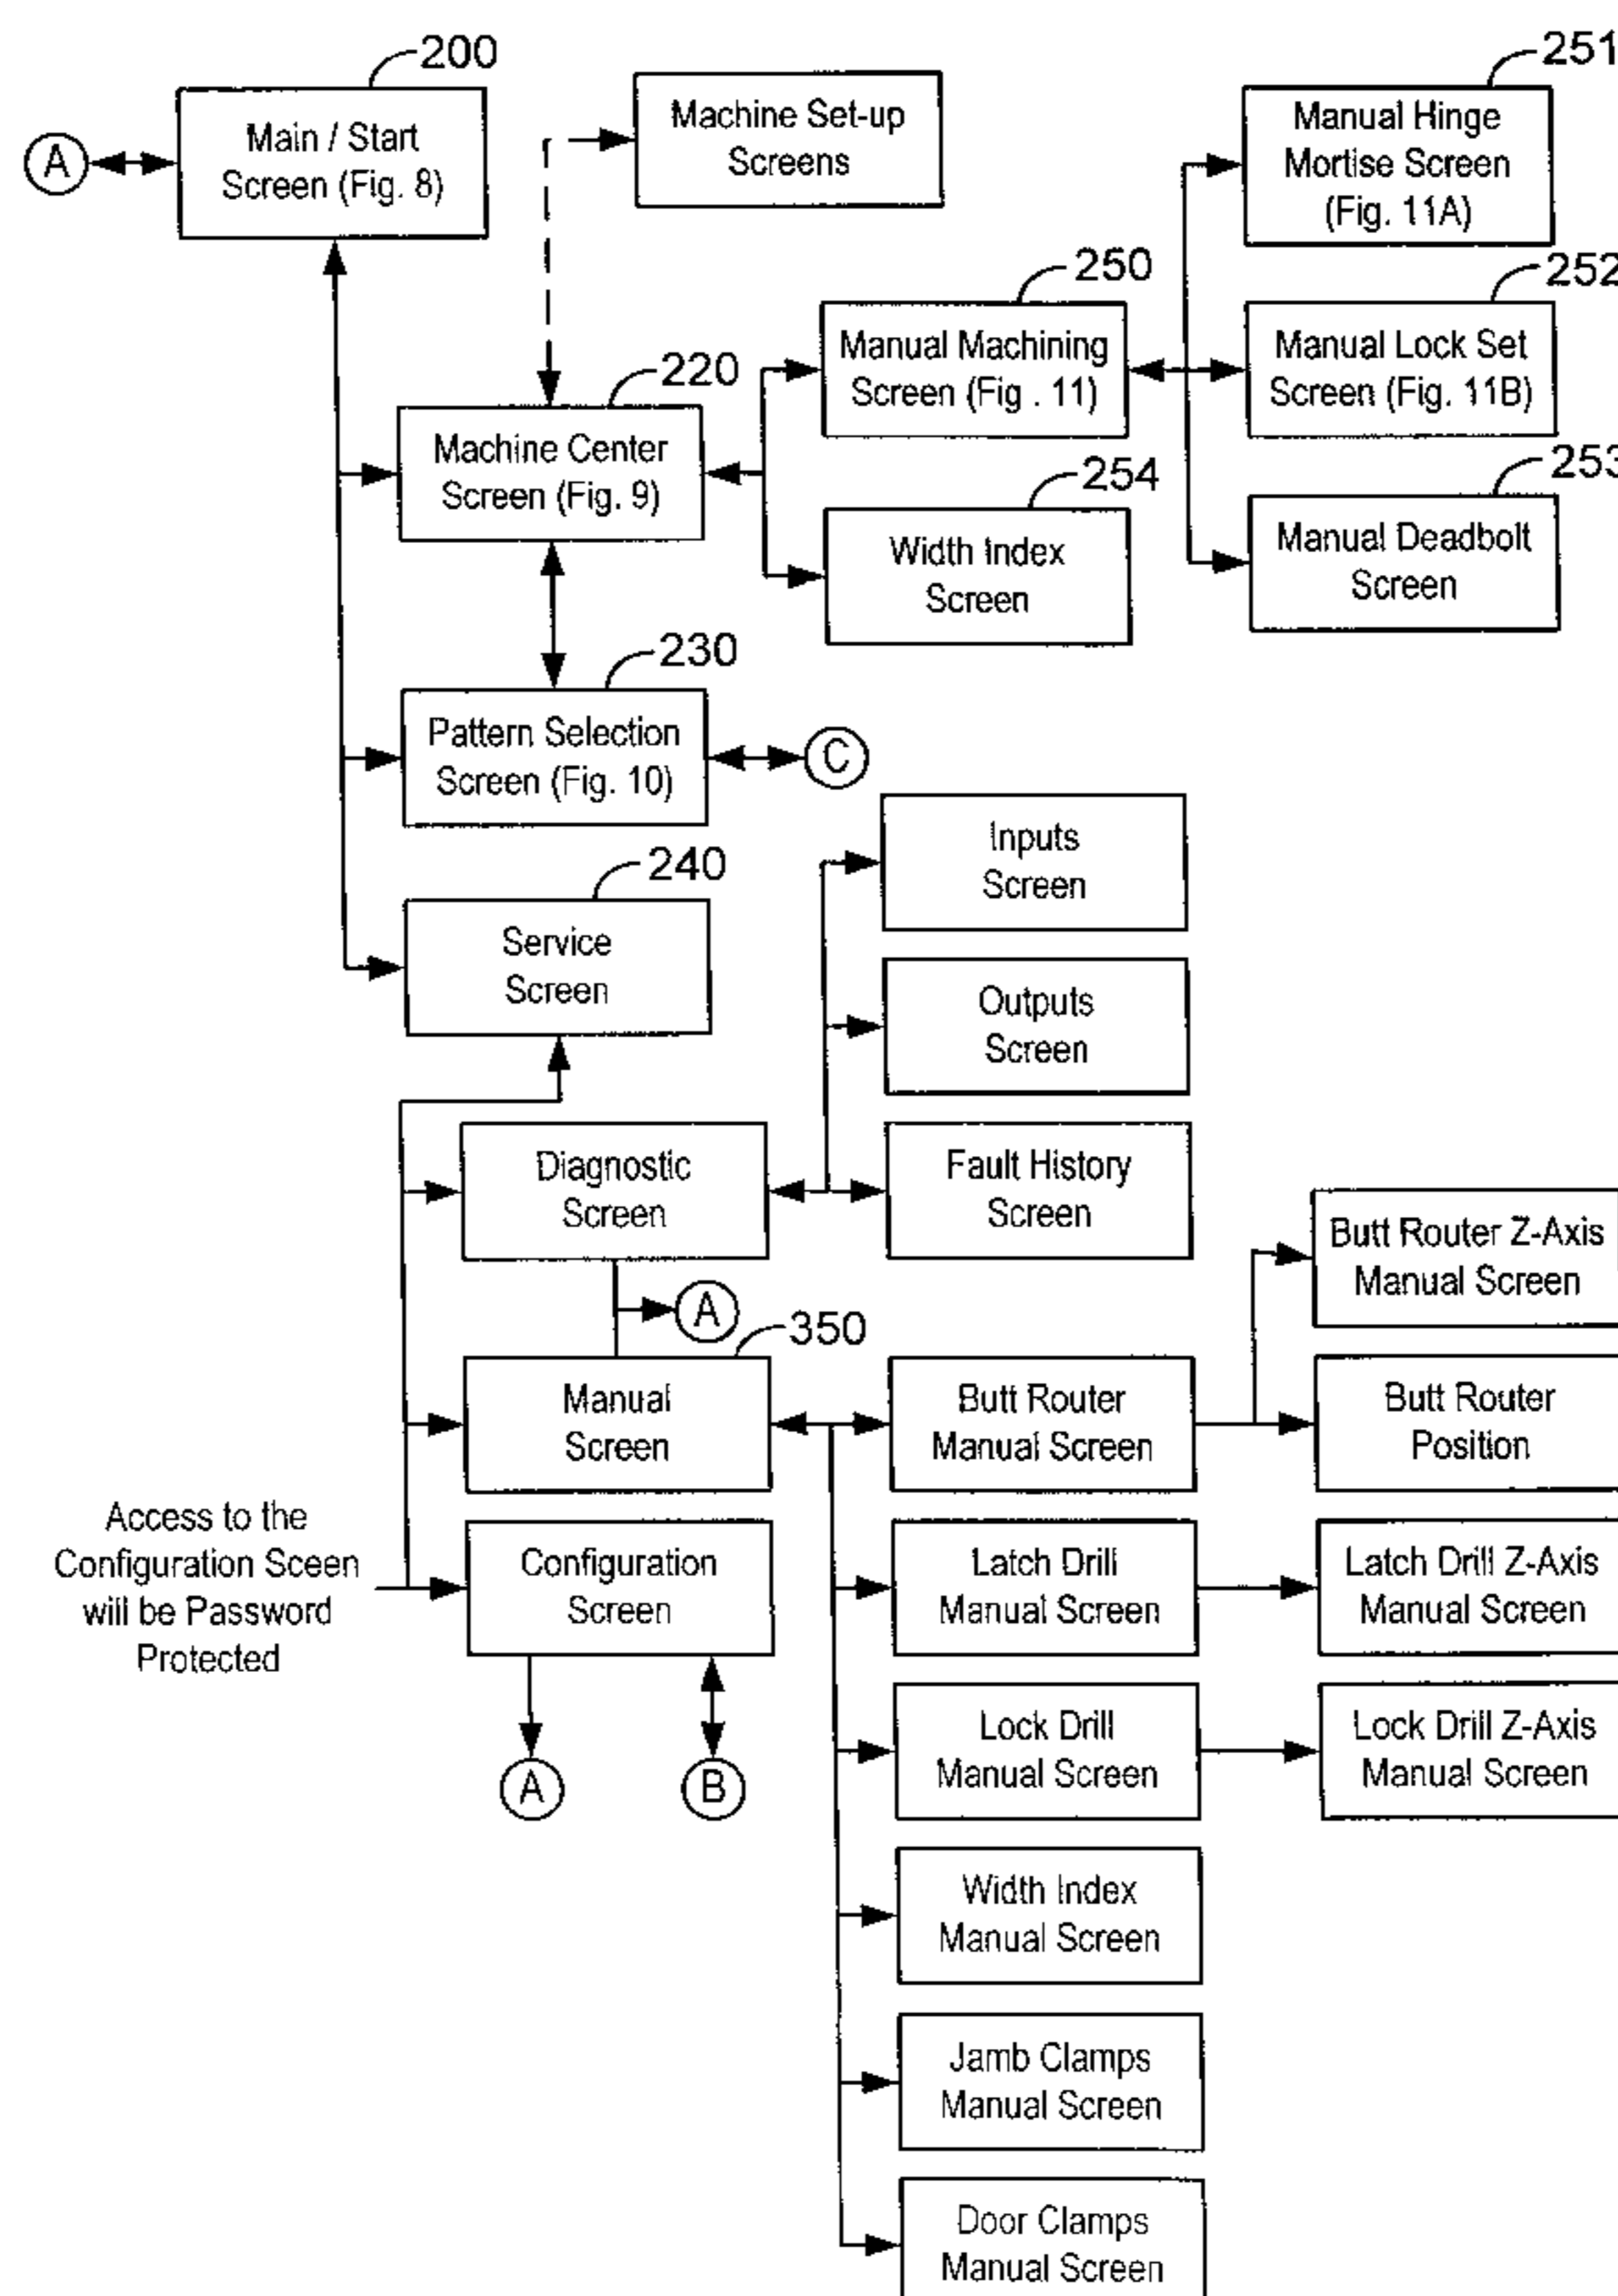 200
A
Main / Start
Screen (Fig. 8)
Machine Set-up
Screens
251
Manual Hinge
Mortise Screen
(Fig. 11A)
250
Manual Machining
Screen (Fig . 11)
252
Manual Lock Set
Screen (Fig. 11B)
220
Machine Center
Screen (Fig. 9)
254
Width Index
Screen
253
Manual Deadbolt
Screen
230
Pattern Selection
Screen (Fig. 10)
C
240
Service
Screen
Inputs
Screen
Outputs
Screen
Diagnostic
Screen
Fault History
Screen
A
350
Manual
Screen
Butt Router
Manual Screen
Butt Router Z-Axis
Manual Screen
Butt Router
Position
Access to the
Configuration Sceen
will be Password
Protected
Configuration
Screen
Latch Drill
Manual Screen
Latch Drill Z-Axis
Manual Screen
A
B
Lock Drill
Manual Screen
Lock Drill Z-Axis
Manual Screen
Width Index
Manual Screen
Jamb Clamps
Manual Screen
Door Clamps
Manual Screen